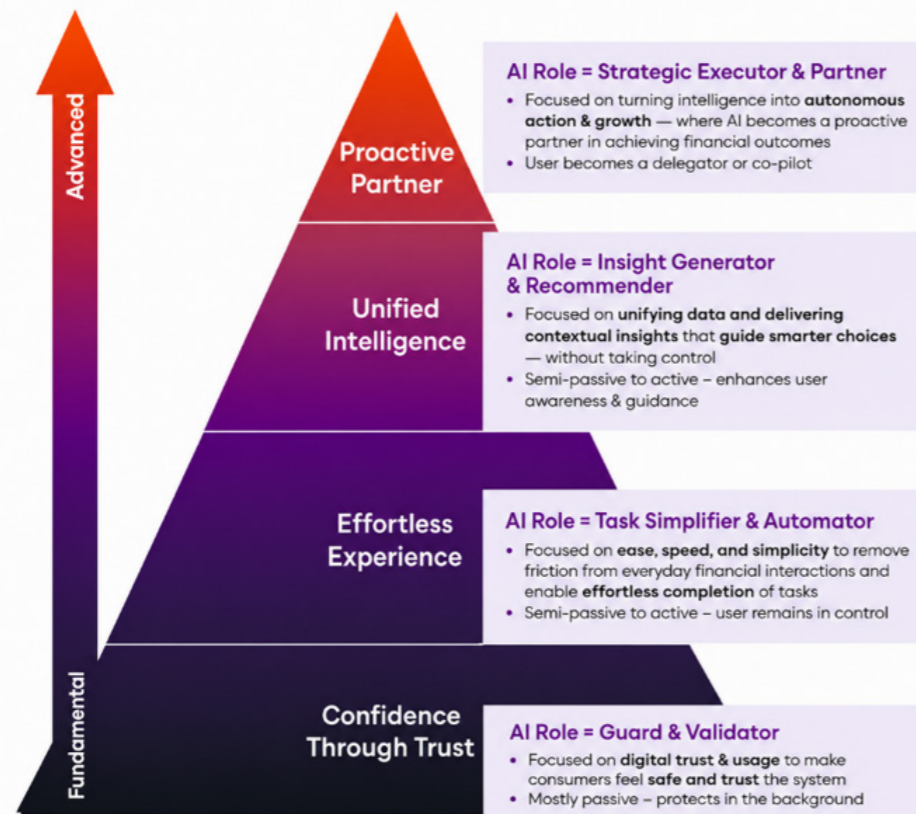 Advanced
Fundamental
Proactive
Partner
AI Role = Strategic Executor & Partner
• Focused on turning intelligence into autonomous
action & growth — where AI becomes a proactive
partner in achieving financial outcomes
• User becomes a delegator or co-pilot
Unified
Intelligence
AI Role = Insight Generator
& Recommender
• Focused on unifying data and delivering
contextual insights that guide smarter choices
— without taking control
• Semi-passive to active – enhances user
awareness & guidance
Effortless
Experience
AI Role = Task Simplifier & Automator
• Focused on ease, speed, and simplicity to remove
friction from everyday financial interactions and
enable effortless completion of tasks
• Semi-passive to active – user remains in control
Confidence
Through Trust
AI Role = Guard & Validator
• Focused on digital trust & usage to make
consumers feel safe and trust the system
• Mostly passive – protects in the background